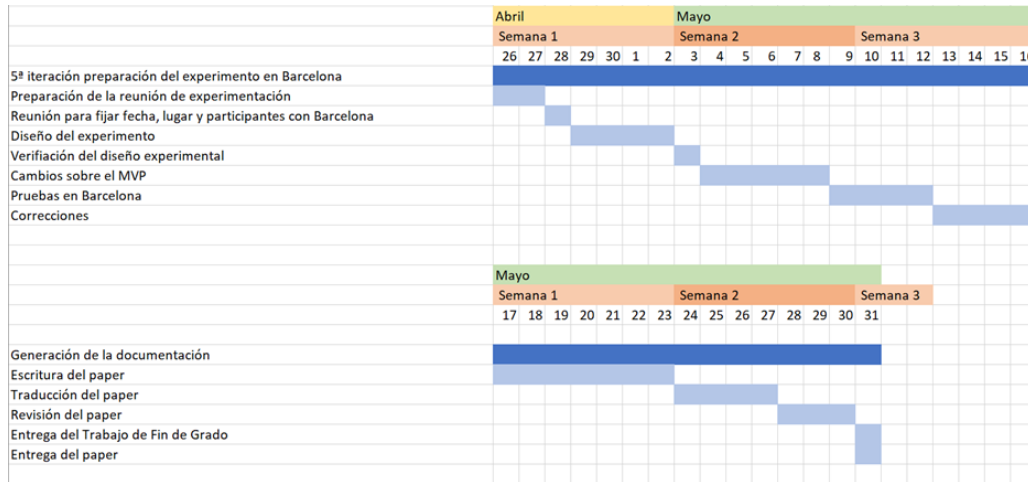 Abril Mayo
Semana 1 Semana 2 Semana 3
26 27 28 29 30 1 2 3 4 5 6 7 8 9 10 11 12 13 14 15 16
5ª iteración preparación del experimento en Barcelona
Preparación de la reunión de experimentación
Reunión para fijar fecha, lugar y participantes con Barcelona
Diseño del experimento
Verifiación del diseño experimental
Cambios sobre el MVP
Pruebas en Barcelona
Correcciones
Mayo
Semana 1 Semana 2 Semana 3
17 18 19 20 21 22 23 24 25 26 27 28 29 30 31
Generación de la documentación
Escritura del paper
Traducción del paper
Revisión del paper
Entrega del Trabajo de Fin de Grado
Entrega del paper